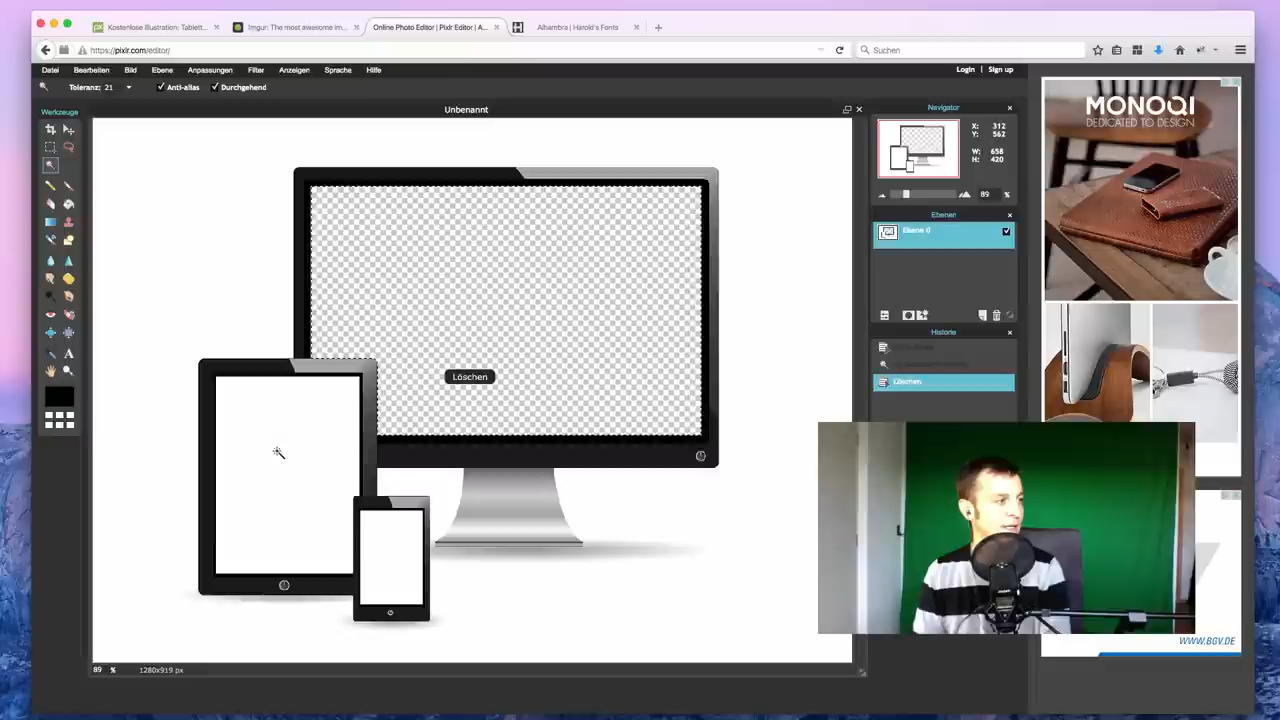 Kostenlose Illustration: Tablett...
Imgur: The most awesome im...
Online Photo Editor | Pixlr Editor | A...
Alhambra | Harold's Fonts
https://pixlr.com/editor/
Suchen
Datei Bearbeiten Bild Ebene Anpassungen Filter Anzeigen Sprache Hilfe
Login | Sign up
Toleranz: 21 Anti-alias Durchgehend
Werkzeuge
Unbenannt
Navigator
X: 312
Y: 562
W: 658
H: 420
89 %
Ebenen
Ebene 0
Historie
Löschen
Löschen
89 % 1280x919 px
MONOQI
DEDICATED TO DESIGN
WWW.BGV.DE